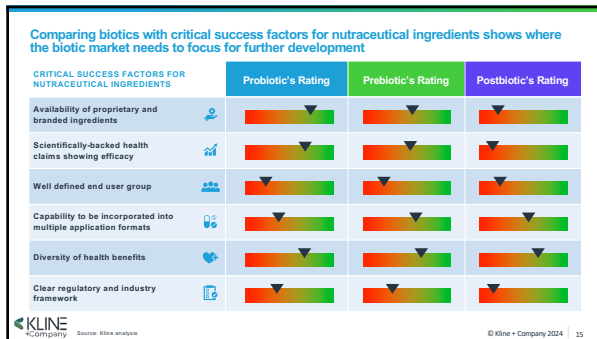 Comparing biotics with critical success factors for nutraceutical ingredients shows where
the biotic market needs to focus for further development
CRITICAL SUCCESS FACTORS FOR
NUTRACEUTICAL INGREDIENTS
Probiotic's Rating
Prebiotic's Rating
Postbiotic's Rating
Availability of proprietary and
branded ingredients
Scientifically-backed health
claims showing efficacy
Well defined end user group
Capability to be incorporated into
multiple application formats
Diversity of health benefits
Clear regulatory and industry
framework
KLINE
+Company
Source: Kline analysis
© Kline + Company 2024
15